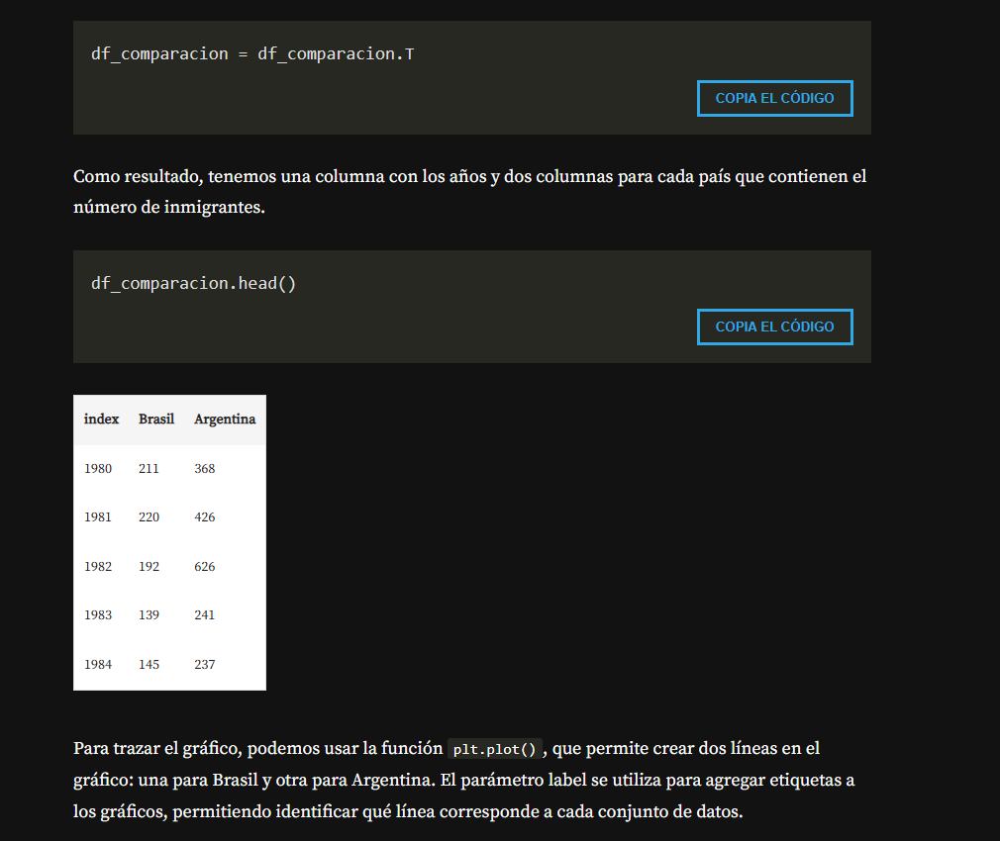 df_comparacion = df_comparacion.T
COPIA EL CÓDIGO
Como resultado, tenemos una columna con los años y dos columnas para cada país que contienen el
número de inmigrantes.
df_comparacion.head()
COPIA EL CÓDIGO
index Brasil Argentina
1980 211 368
1981 220 426
1982 192 626
1983 139 241
1984 145 237
Para trazar el gráfico, podemos usar la función plt.plot(), que permite crear dos líneas en el
gráfico: una para Brasil y otra para Argentina. El parámetro label se utiliza para agregar etiquetas a
los gráficos, permitiendo identificar qué línea corresponde a cada conjunto de datos.